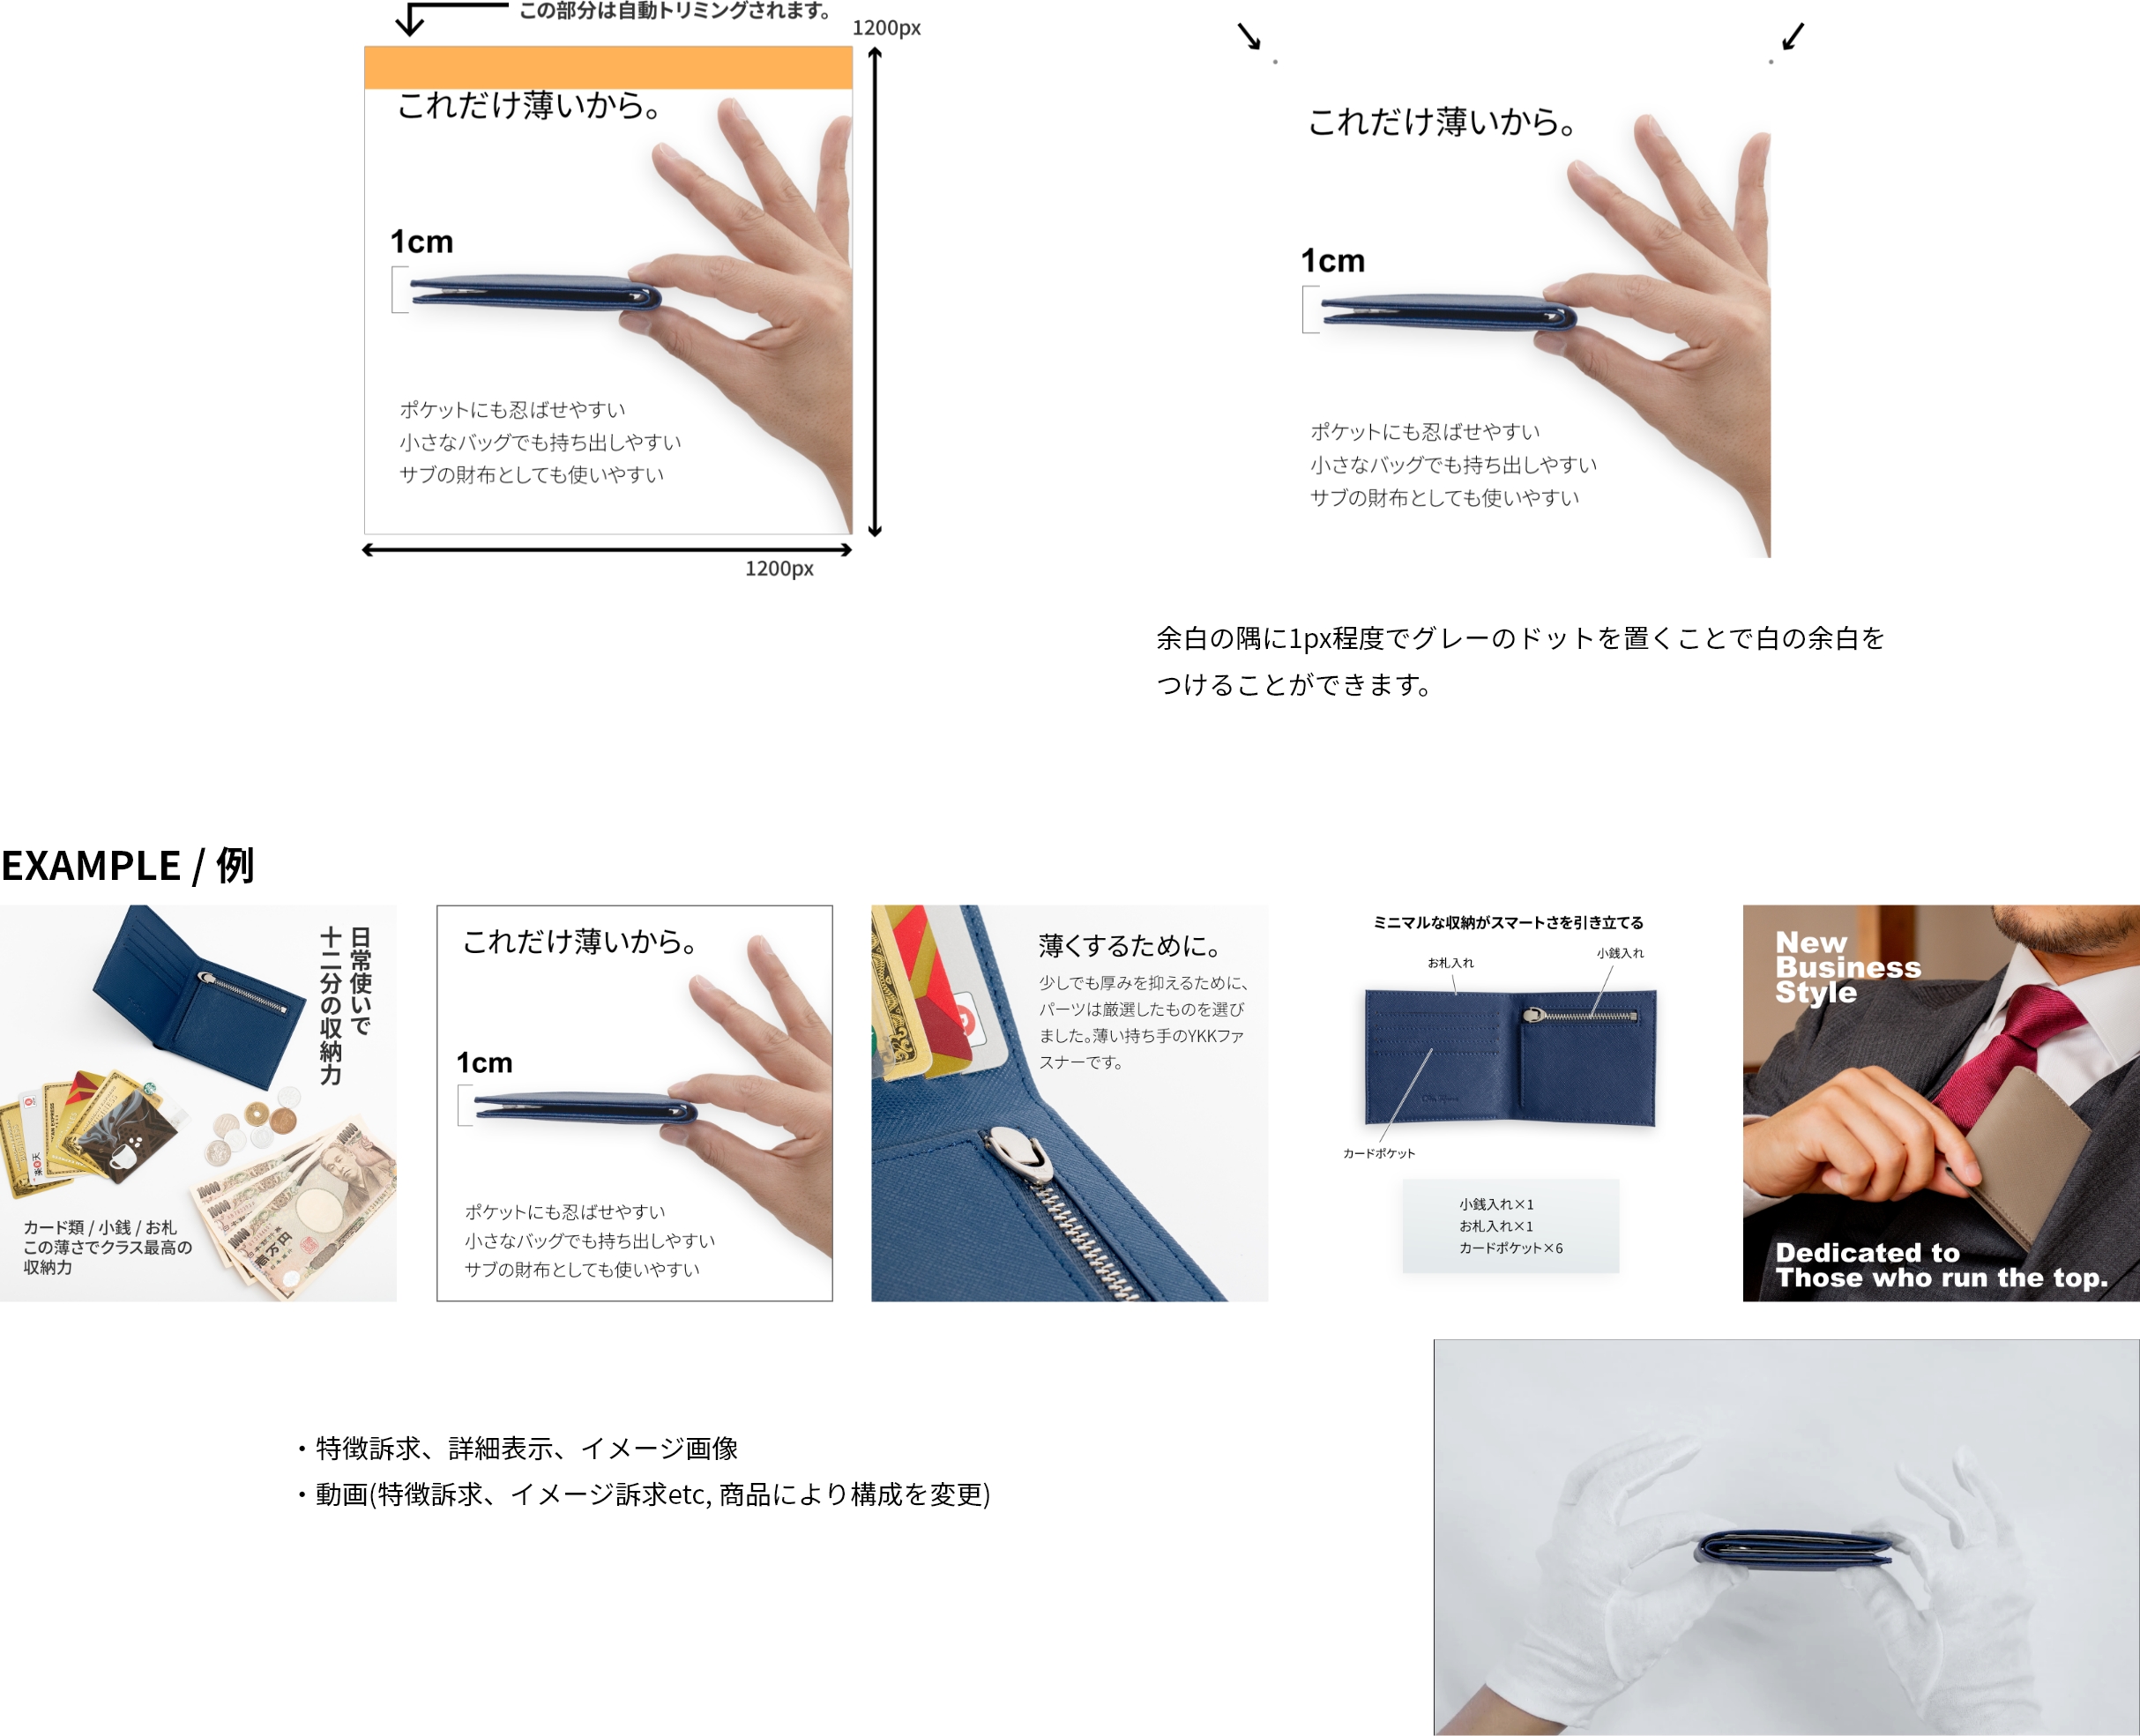 この部分は自動トリミングされます。
1200px
これだけ薄いから。
1cm
ポケットにも忍ばせやすい
小さなバッグでも持ち出しやすい
サブの財布としても使いやすい
1200px
これだけ薄いから。
1cm
ポケットにも忍ばせやすい
小さなバッグでも持ち出しやすい
サブの財布としても使いやすい
余白の隅に1px程度でグレーのドットを置くことで白の余白を
つけることができます。
EXAMPLE / 例
日常使いで
十二分の収納力
カード類 / 小銭 / お札
この薄さでクラス最高の
収納力
これだけ薄いから。
1cm
ポケットにも忍ばせやすい
小さなバッグでも持ち出しやすい
サブの財布としても使いやすい
薄くするために。
少しでも厚みを抑えるために、
パーツは厳選したものを選び
ました。薄い持ち手のYKKファ
スナーです。
ミニマルな収納がスマートさを引き立てる
お札入れ
小銭入れ
カードポケット
小銭入れ×1
お札入れ×1
カードポケット×6
New
Business
Style
Dedicated to
Those who run the top.
・特徴訴求、詳細表示、イメージ画像
・動画(特徴訴求、イメージ訴求etc, 商品により構成を変更)